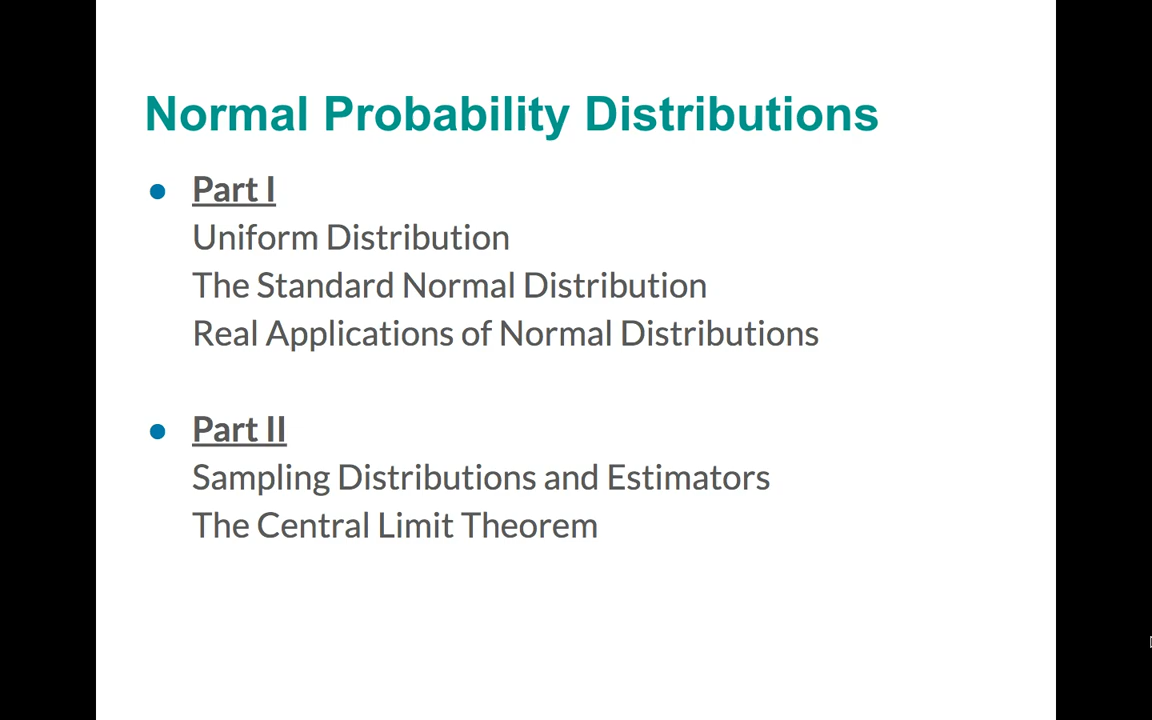 Normal Probability Distributions
● Part I
Uniform Distribution
The Standard Normal Distribution
Real Applications of Normal Distributions
● Part II
Sampling Distributions and Estimators
The Central Limit Theorem